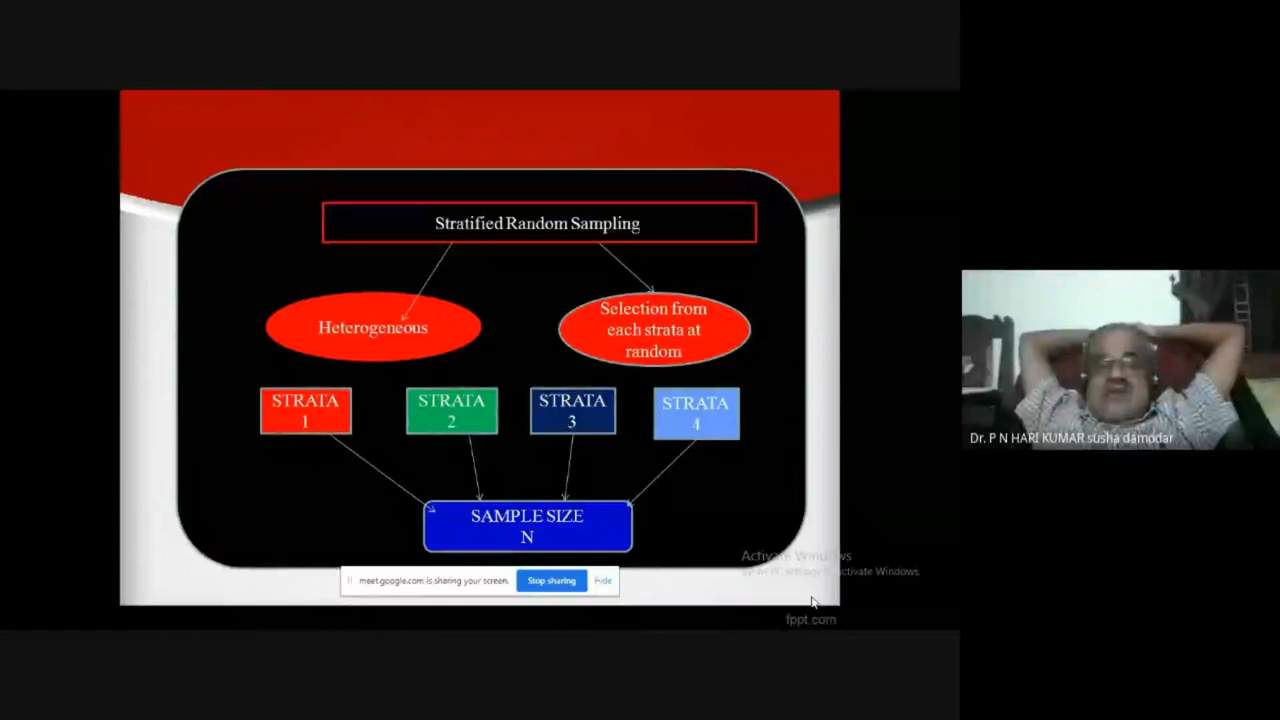 Stratified Random Sampling
Heterogeneous
Selection from
each strata at
random
STRATA
1
STRATA
2
STRATA
3
STRATA
4
SAMPLE SIZE
N
Activate Windows
Activate Windows.
meet.google.com is sharing your screen.
Stop sharing
Hide
fppt.com
Dr. P N HARI KUMAR susha damodar